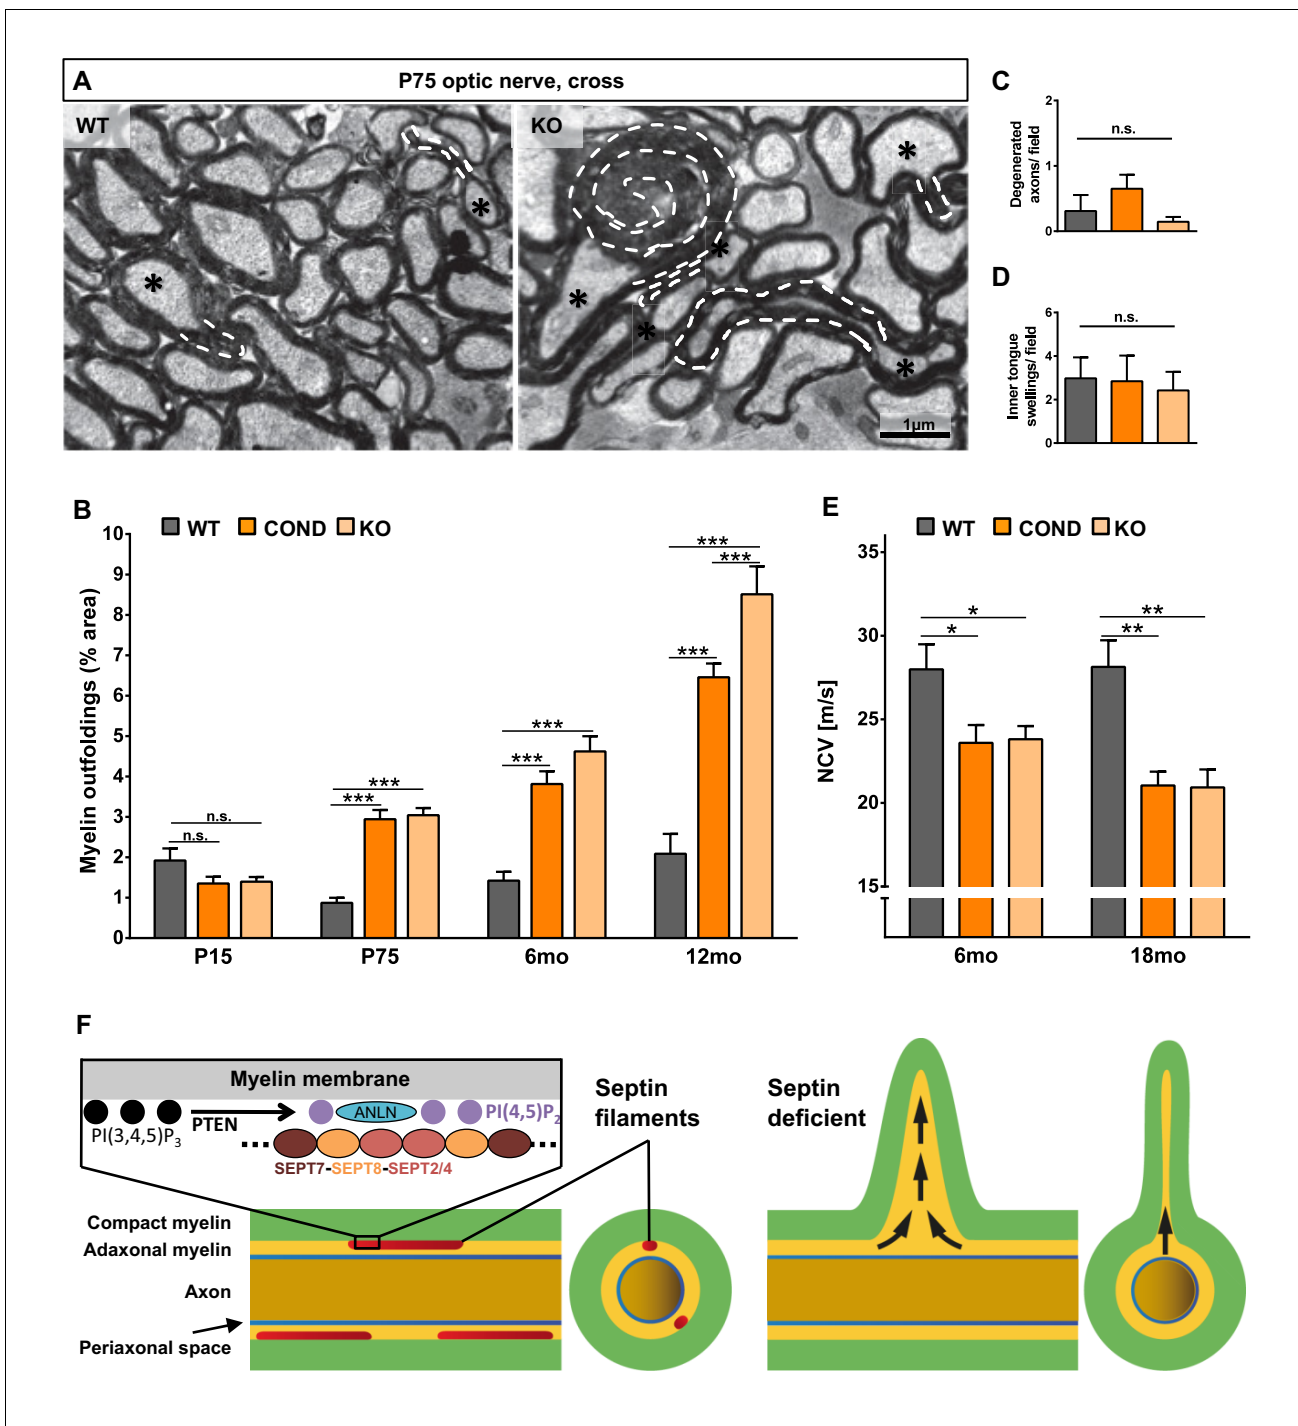 A
P75 optic nerve, cross
WT
KO
1µm
C
Degenerated
axons/ field
2
1
0
n.s.
D
Inner tongue
swellings/ field
6
4
2
0
n.s.
B
WT COND KO
Myelin outfoldings (% area)
10
9
8
7
6
5
4
3
2
1
0
n.s.
n.s.
***
***
***
***
***
***
***
P15 P75 6mo 12mo
E
WT COND KO
NCV [m/s]
35
30
25
20
15
*
*
**
**
6mo 18mo
F
Myelin membrane
PI(3,4,5)P3
PTEN
ANLN
PI(4,5)P2
SEPT7-SEPT8-SEPT2/4
Septin
filaments
Septin
deficient
Compact myelin
Adaxonal myelin
Axon
Periaxonal space